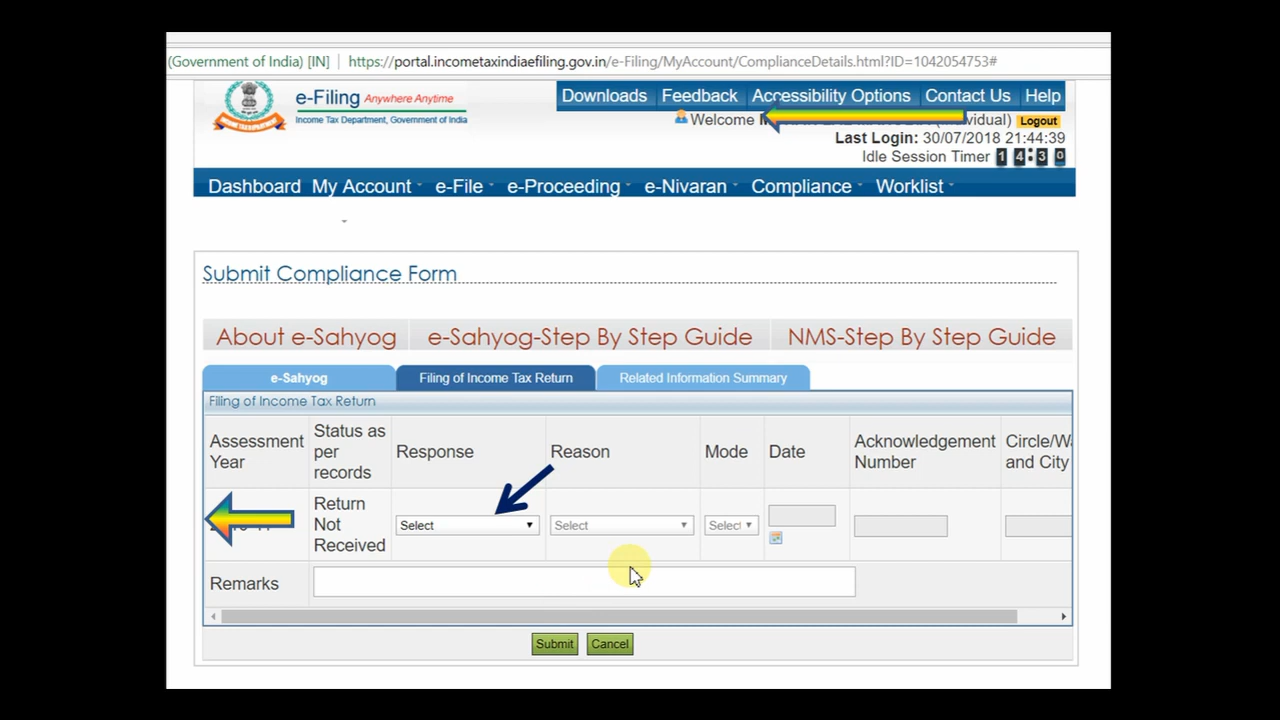 (Government of India) [IN] | https://portal.incometaxindiaefiling.gov.in/e-Filing/MyAccount/ComplianceDetails.html?ID=1042054753#
e-Filing Anywhere Anytime
Income Tax Department, Government of India
Downloads Feedback Accessibility Options Contact Us Help
Welcome Logout
Last Login: 30/07/2018 21:44:39
Idle Session Timer 14:30
Dashboard My Account e-File e-Proceeding e-Nivaran Compliance Worklist
Submit Compliance Form
About e-Sahyog e-Sahyog-Step By Step Guide NMS-Step By Step Guide
e-Sahyog Filing of Income Tax Return Related Information Summary
Filing of Income Tax Return
Assessment Year
Status as per records
Response
Reason
Mode
Date
Acknowledgement Number
Circle/Wa and City
Return Not Received
Select
Select
Select
Remarks
Submit Cancel